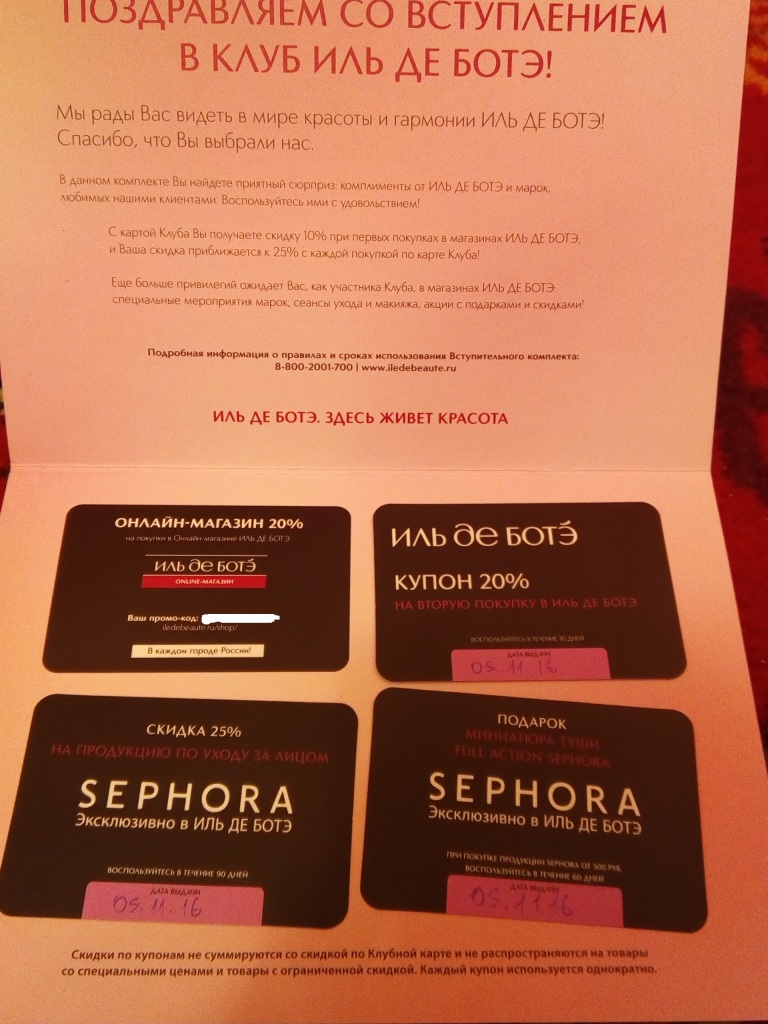 ПОЗДРАВЛЯЕМ СО ВСТУПЛЕНИЕМ
В КЛУБ ИЛЬ ДЕ БОТЭ!
Мы рады Вас видеть в мире красоты и гармонии ИЛЬ ДЕ БОТЭ!
Спасибо, что Вы выбрали нас.
В данном комплекте Вы найдете приятный сюрприз: комплименты от ИЛЬ ДЕ БОТЭ и марок,
любимых нашими клиентами. Воспользуйтесь ими с удовольствием!
С картой Клуба Вы получаете скидку 10% при первых покупках в магазинах ИЛЬ ДЕ БОТЭ,
и Ваша скидка приближается к 25% с каждой покупкой по карте Клуба!
Еще больше привилегий ожидает Вас, как участника Клуба, в магазинах ИЛЬ ДЕ БОТЭ:
специальные мероприятия марок, сеансы ухода и макияжа, акции с подарками и скидками!
Подробная информация о правилах и сроках использования Вступительного комплекта:
8-800-2001-700 | www.iledebeaute.ru
ИЛЬ ДЕ БОТЭ. ЗДЕСЬ ЖИВЕТ КРАСОТА
ОНЛАЙН-МАГАЗИН 20%
на покупки в Онлайн-магазине ИЛЬ ДЕ БОТЭ
ИЛЬ де БОТЭ
ONLINE-МАГАЗИН
Ваш промо-код:
iledebeaute.ru/shop/
В каждом городе России!
ИЛЬ де БОТЭ
КУПОН 20%
НА ВТОРУЮ ПОКУПКУ В ИЛЬ ДЕ БОТЭ
ВОСПОЛЬЗУЙТЕСЬ В ТЕЧЕНИЕ 30 ДНЕЙ
ДАТА ВЫДАЧИ
05.11 16
СКИДКА 25%
НА ПРОДУКЦИЮ ПО УХОДУ ЗА ЛИЦОМ
SEPHORA
Эксклюзивно в ИЛЬ ДЕ БОТЭ
ВОСПОЛЬЗУЙТЕСЬ В ТЕЧЕНИЕ 90 ДНЕЙ
ДАТА ВЫДАЧИ
05.11.16
ПОДАРОК
МИНИАТЮРА ТУШИ
FULL ACTION SEPHORA
SEPHORA
Эксклюзивно в ИЛЬ ДЕ БОТЭ
ПРИ ПОКУПКЕ ПРОДУКЦИИ SEPHORA ОТ 500 РУБ.
ВОСПОЛЬЗУЙТЕСЬ В ТЕЧЕНИЕ 60 ДНЕЙ
ДАТА ВЫДАЧИ
05.11 16
Скидки по купонам не суммируются со скидкой по Клубной карте и не распространяются на товары
со специальными ценами и товары с ограниченной скидкой. Каждый купон используется однократно.